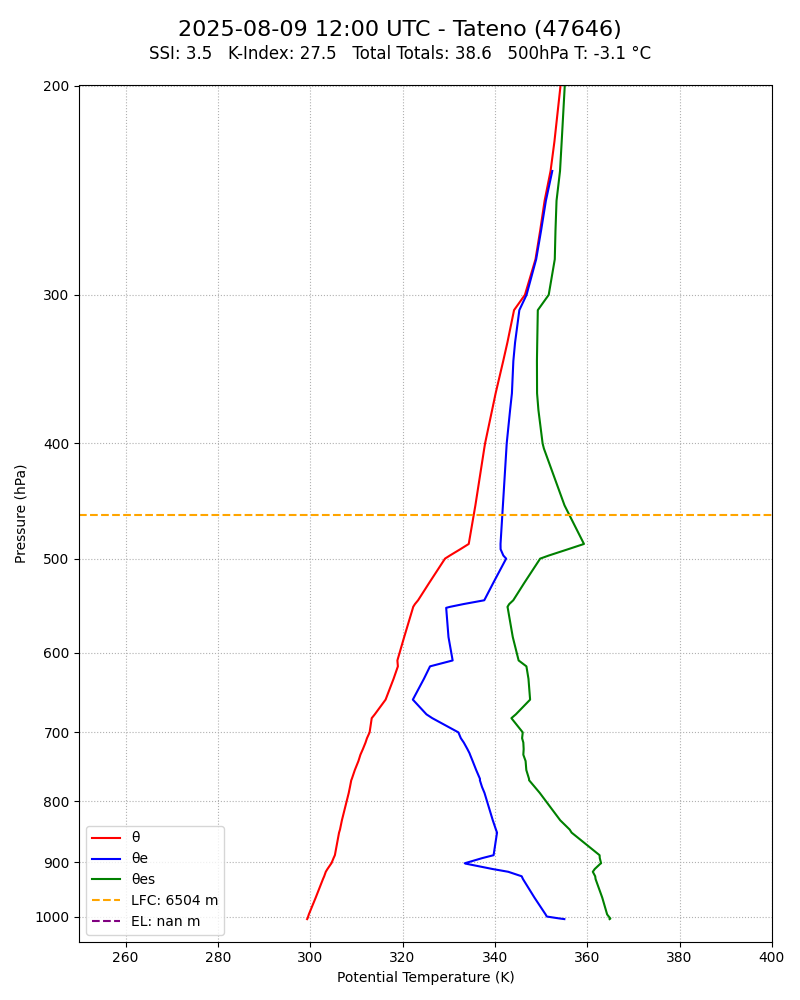 2025-08-09 12:00 UTC - Tateno (47646)
SSI: 3.5 K-Index: 27.5 Total Totals: 38.6 500hPa T: -3.1 °C
200
300
400
500
600
700
800
900
1000
Pressure (hPa)
θ
θe
θes
LFC: 6504 m
EL: nan m
260 280 300 320 340 360 380 400
Potential Temperature (K)